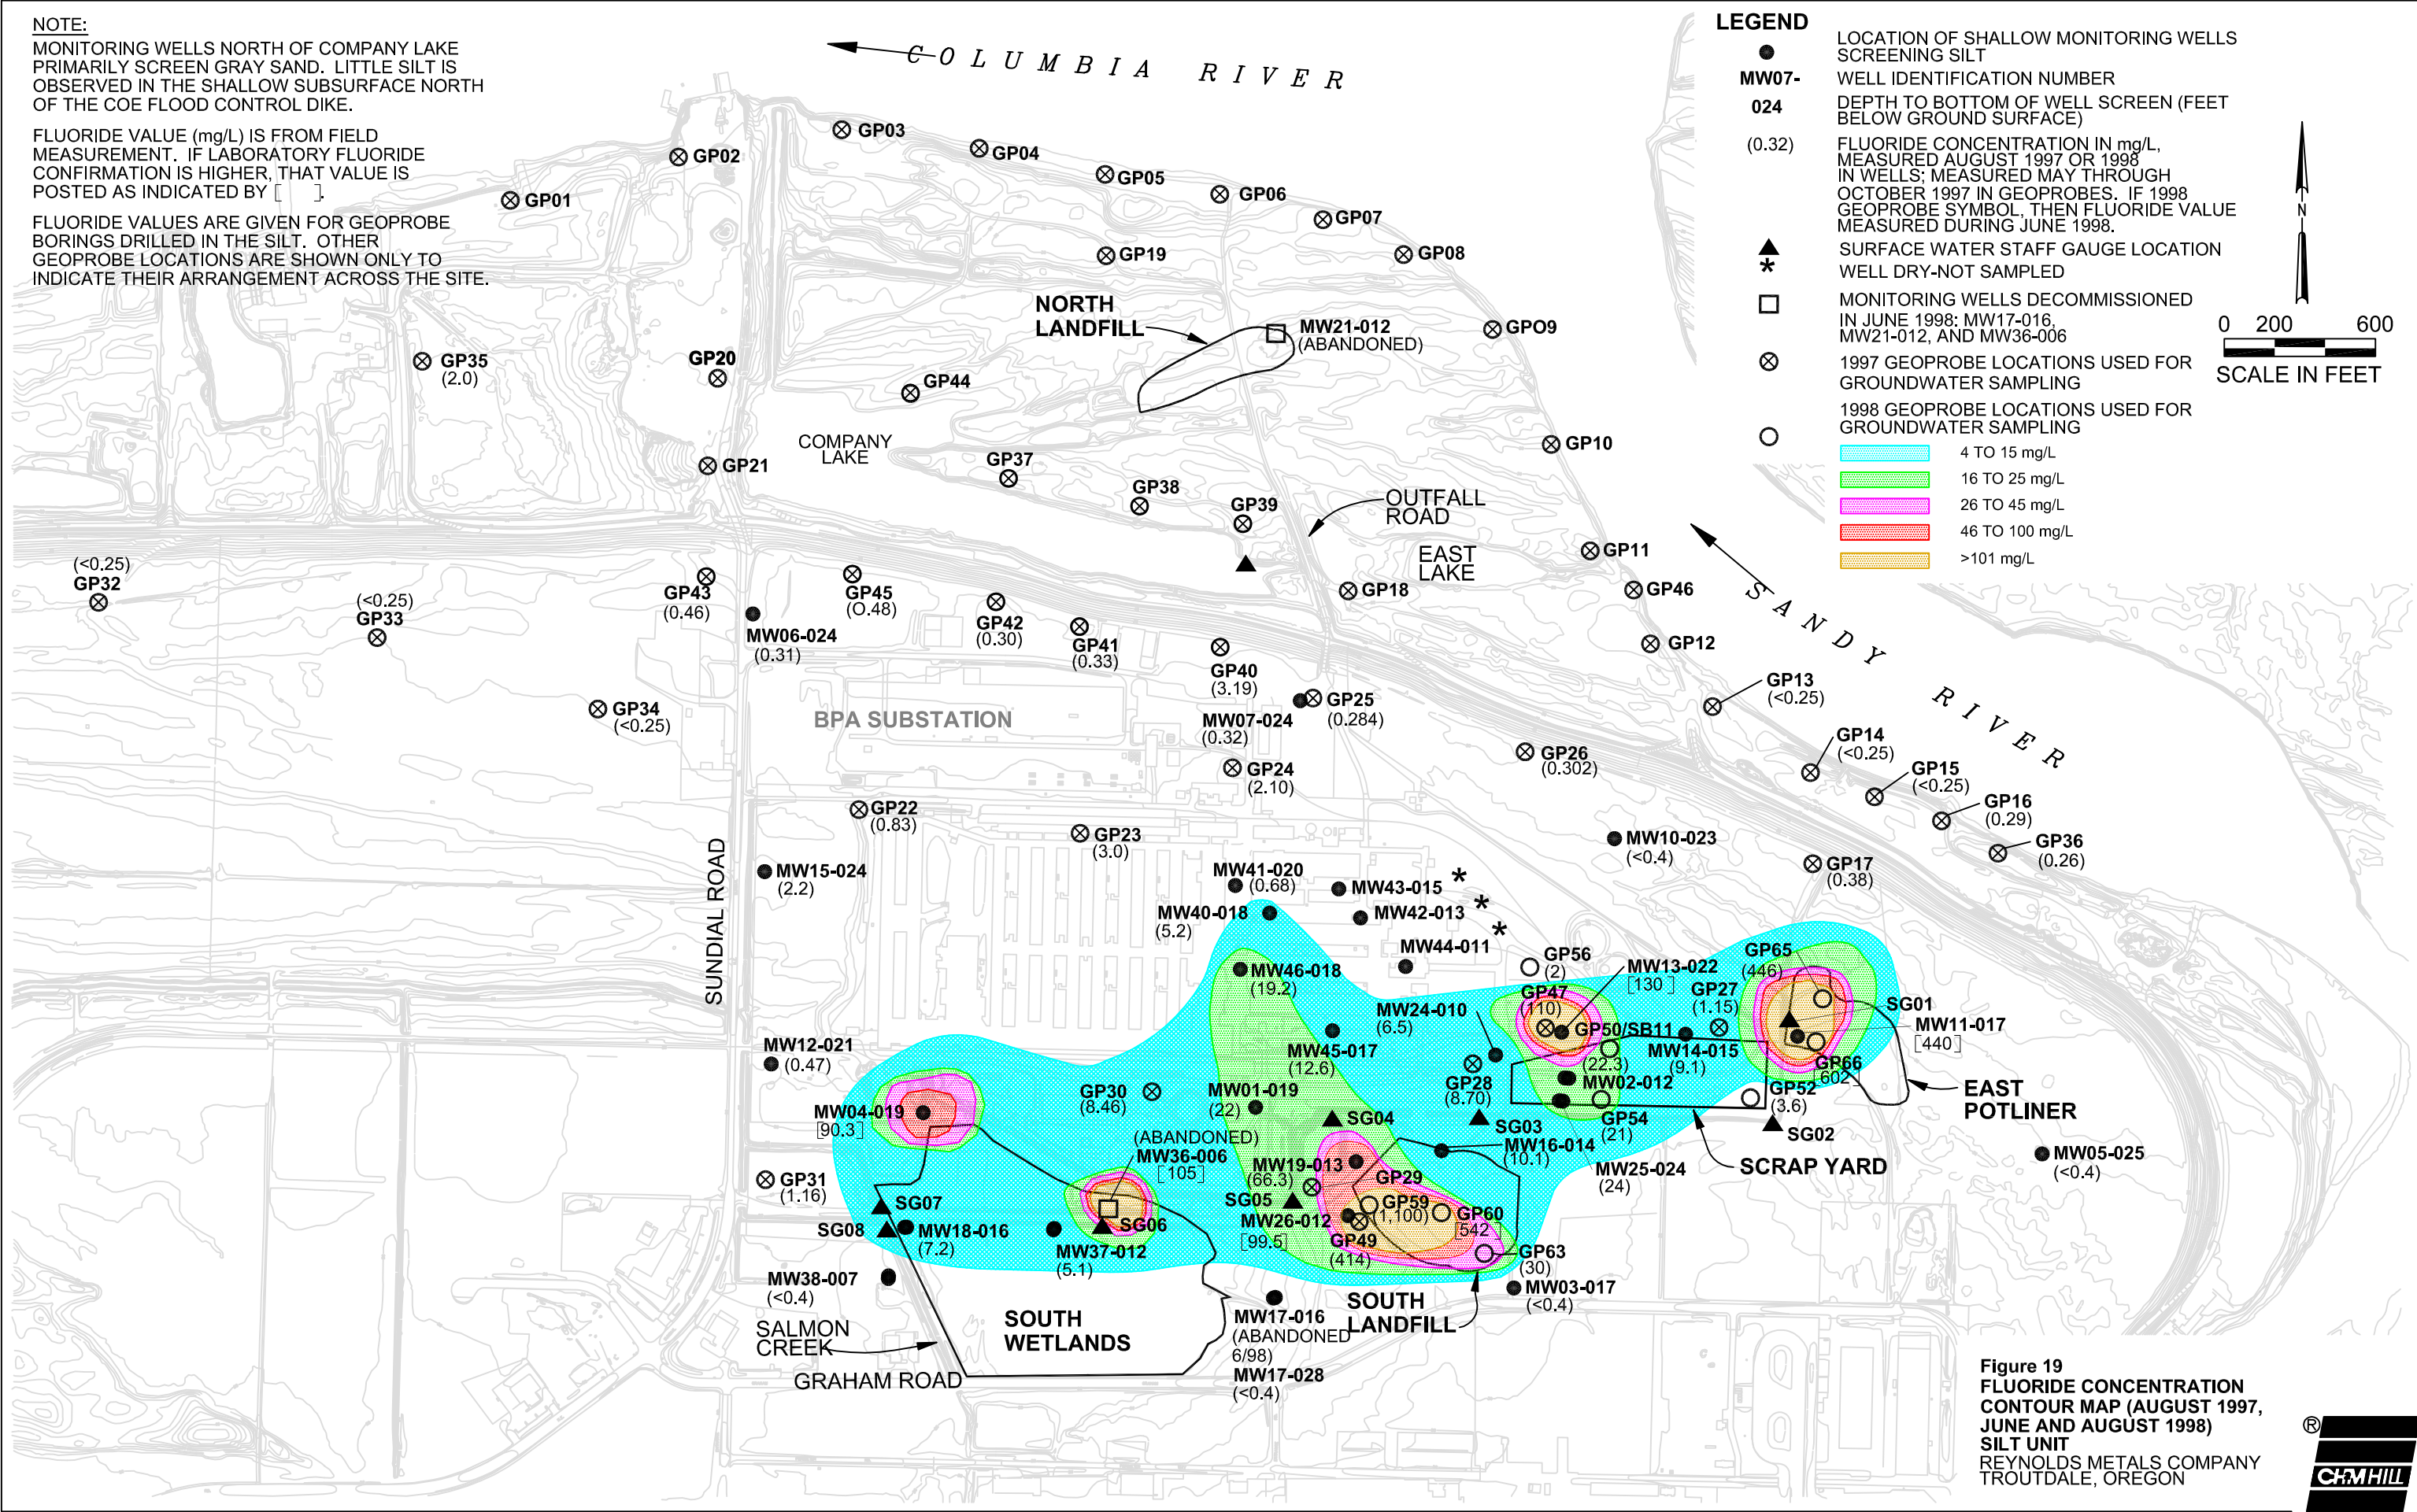 NOTE:
MONITORING WELLS NORTH OF COMPANY LAKE
PRIMARILY SCREEN GRAY SAND. LITTLE SILT IS
OBSERVED IN THE SHALLOW SUBSURFACE NORTH
OF THE COE FLOOD CONTROL DIKE.
FLUORIDE VALUE (mg/L) IS FROM FIELD
MEASUREMENT. IF LABORATORY FLUORIDE
CONFIRMATION IS HIGHER, THAT VALUE IS
POSTED AS INDICATED BY [ ].
FLUORIDE VALUES ARE GIVEN FOR GEOPROBE
BORINGS DRILLED IN THE SILT. OTHER
GEOPROBE LOCATIONS ARE SHOWN ONLY TO
INDICATE THEIR ARRANGEMENT ACROSS THE SITE.
COLUMBIA RIVER
LEGEND
LOCATION OF SHALLOW MONITORING WELLS
SCREENING SILT
MW07-
WELL IDENTIFICATION NUMBER
024
DEPTH TO BOTTOM OF WELL SCREEN (FEET
BELOW GROUND SURFACE)
(0.32)
FLUORIDE CONCENTRATION IN mg/L,
MEASURED AUGUST 1997 OR 1998
IN WELLS; MEASURED MAY THROUGH
OCTOBER 1997 IN GEOPROBES. IF 1998
GEOPROBE SYMBOL, THEN FLUORIDE VALUE
MEASURED DURING JUNE 1998.
SURFACE WATER STAFF GAUGE LOCATION
*
WELL DRY-NOT SAMPLED
MONITORING WELLS DECOMMISSIONED
IN JUNE 1998: MW17-016,
MW21-012, AND MW36-006
1997 GEOPROBE LOCATIONS USED FOR
GROUNDWATER SAMPLING
1998 GEOPROBE LOCATIONS USED FOR
GROUNDWATER SAMPLING
4 TO 15 mg/L
16 TO 25 mg/L
26 TO 45 mg/L
46 TO 100 mg/L
>101 mg/L
N
0 200 600
SCALE IN FEET
GP03
GP04
GP02
GP05
GP01
GP06
GP07
GP19
GP08
NORTH
LANDFILL
MW21-012
(ABANDONED)
GPO9
GP35
(2.0)
GP20
GP44
COMPANY
LAKE
GP10
GP21
GP37
GP38
GP39
OUTFALL
ROAD
EAST
LAKE
GP11
GP18
GP46
SANDY RIVER
(<0.25)
GP32
(<0.25)
GP33
GP43
(0.46)
GP45
(O.48)
MW06-024
(0.31)
GP42
(0.30)
GP41
(0.33)
GP40
(3.19)
GP12
GP13
(<0.25)
GP34
(<0.25)
BPA SUBSTATION
GP25
(0.284)
MW07-024
(0.32)
GP14
(<0.25)
GP26
(0.302)
GP24
(2.10)
GP15
(<0.25)
GP16
(0.29)
GP22
(0.83)
GP23
(3.0)
MW10-023
(<0.4)
GP36
(0.26)
GP17
(0.38)
SUNDIAL ROAD
MW15-024
(2.2)
MW41-020
(0.68)
MW43-015
*
MW40-018
(5.2)
MW42-013
*
MW44-011
*
GP56
(2)
GP65
(446)
MW46-018
(19.2)
MW13-022
[130 ]
GP47
(110)
GP27
(1.15)
SG01
MW24-010
(6.5)
GP50/SB11
(22.3)
MW11-017
[440]
MW12-021
(0.47)
MW45-017
(12.6)
MW14-015
(9.1)
GP66
602
GP30
(8.46)
MW01-019
(22)
GP28
(8.70)
MW02-012
GP52
(3.6)
EAST
POTLINER
MW04-019
[90.3]
SG04
SG03
GP54
(21)
SG02
(ABANDONED)
MW36-006
[105]
MW16-014
(10.1)
MW05-025
(<0.4)
MW19-013
(66.3)
GP29
MW25-024
(24)
SCRAP YARD
GP31
(1.16)
SG07
SG05
GP59
(1,100)
SG08
MW18-016
(7.2)
SG06
MW26-012
[99.5]
GP60
[542 ]
MW37-012
(5.1)
GP49
(414)
GP63
(30)
MW38-007
(<0.4)
MW03-017
(<0.4)
SALMON
CREEK
SOUTH
WETLANDS
MW17-016
(ABANDONED
6/98)
SOUTH
LANDFILL
GRAHAM ROAD
MW17-028
(<0.4)
Figure 19
FLUORIDE CONCENTRATION
CONTOUR MAP (AUGUST 1997,
JUNE AND AUGUST 1998)
SILT UNIT
REYNOLDS METALS COMPANY
TROUTDALE, OREGON
®
CH2M HILL